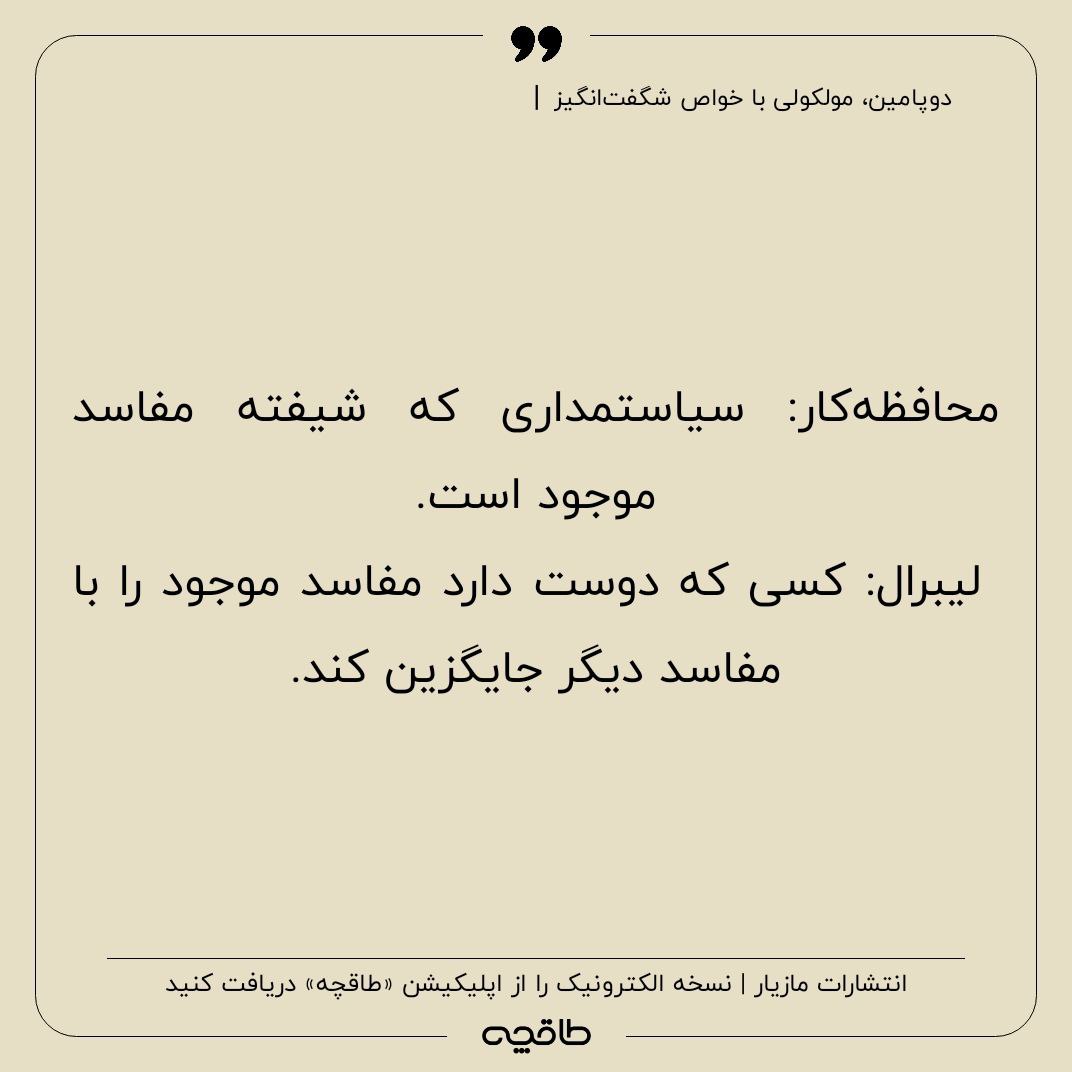 دوپامین، مولکولی با خواص شگفت‌انگیز |
محافظه‌کار: سیاستمداری که شیفته مفاسد
موجود است.
لیبرال: کسی که دوست دارد مفاسد موجود را با
مفاسد دیگر جایگزین کند.
انتشارات مازیار | نسخه الکترونیک را از اپلیکیشن «طاقچه» دریافت کنید
طاقچه